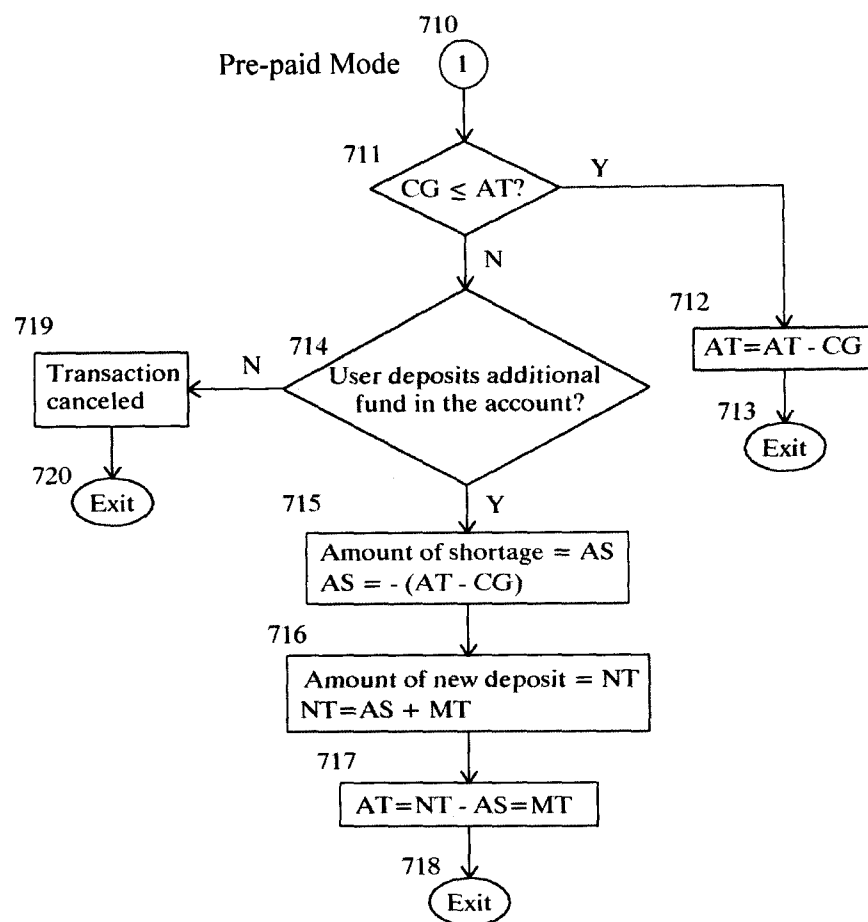 710
Pre-paid Mode
1
711
CG ≤ AT?
Y
N
712
AT=AT - CG
713
Exit
714
User deposits additional
fund in the account?
N
719
Transaction
canceled
720
Exit
Y
715
Amount of shortage = AS
AS = - (AT - CG)
716
Amount of new deposit = NT
NT=AS + MT
717
AT=NT - AS=MT
718
Exit